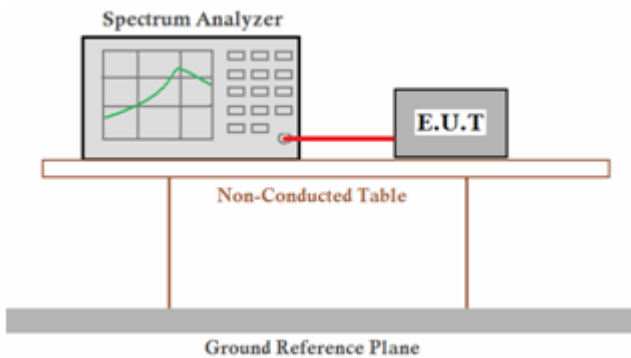 Spectrum Analyzer
E.U.T
Non-Conducted Table
Ground Reference Plane